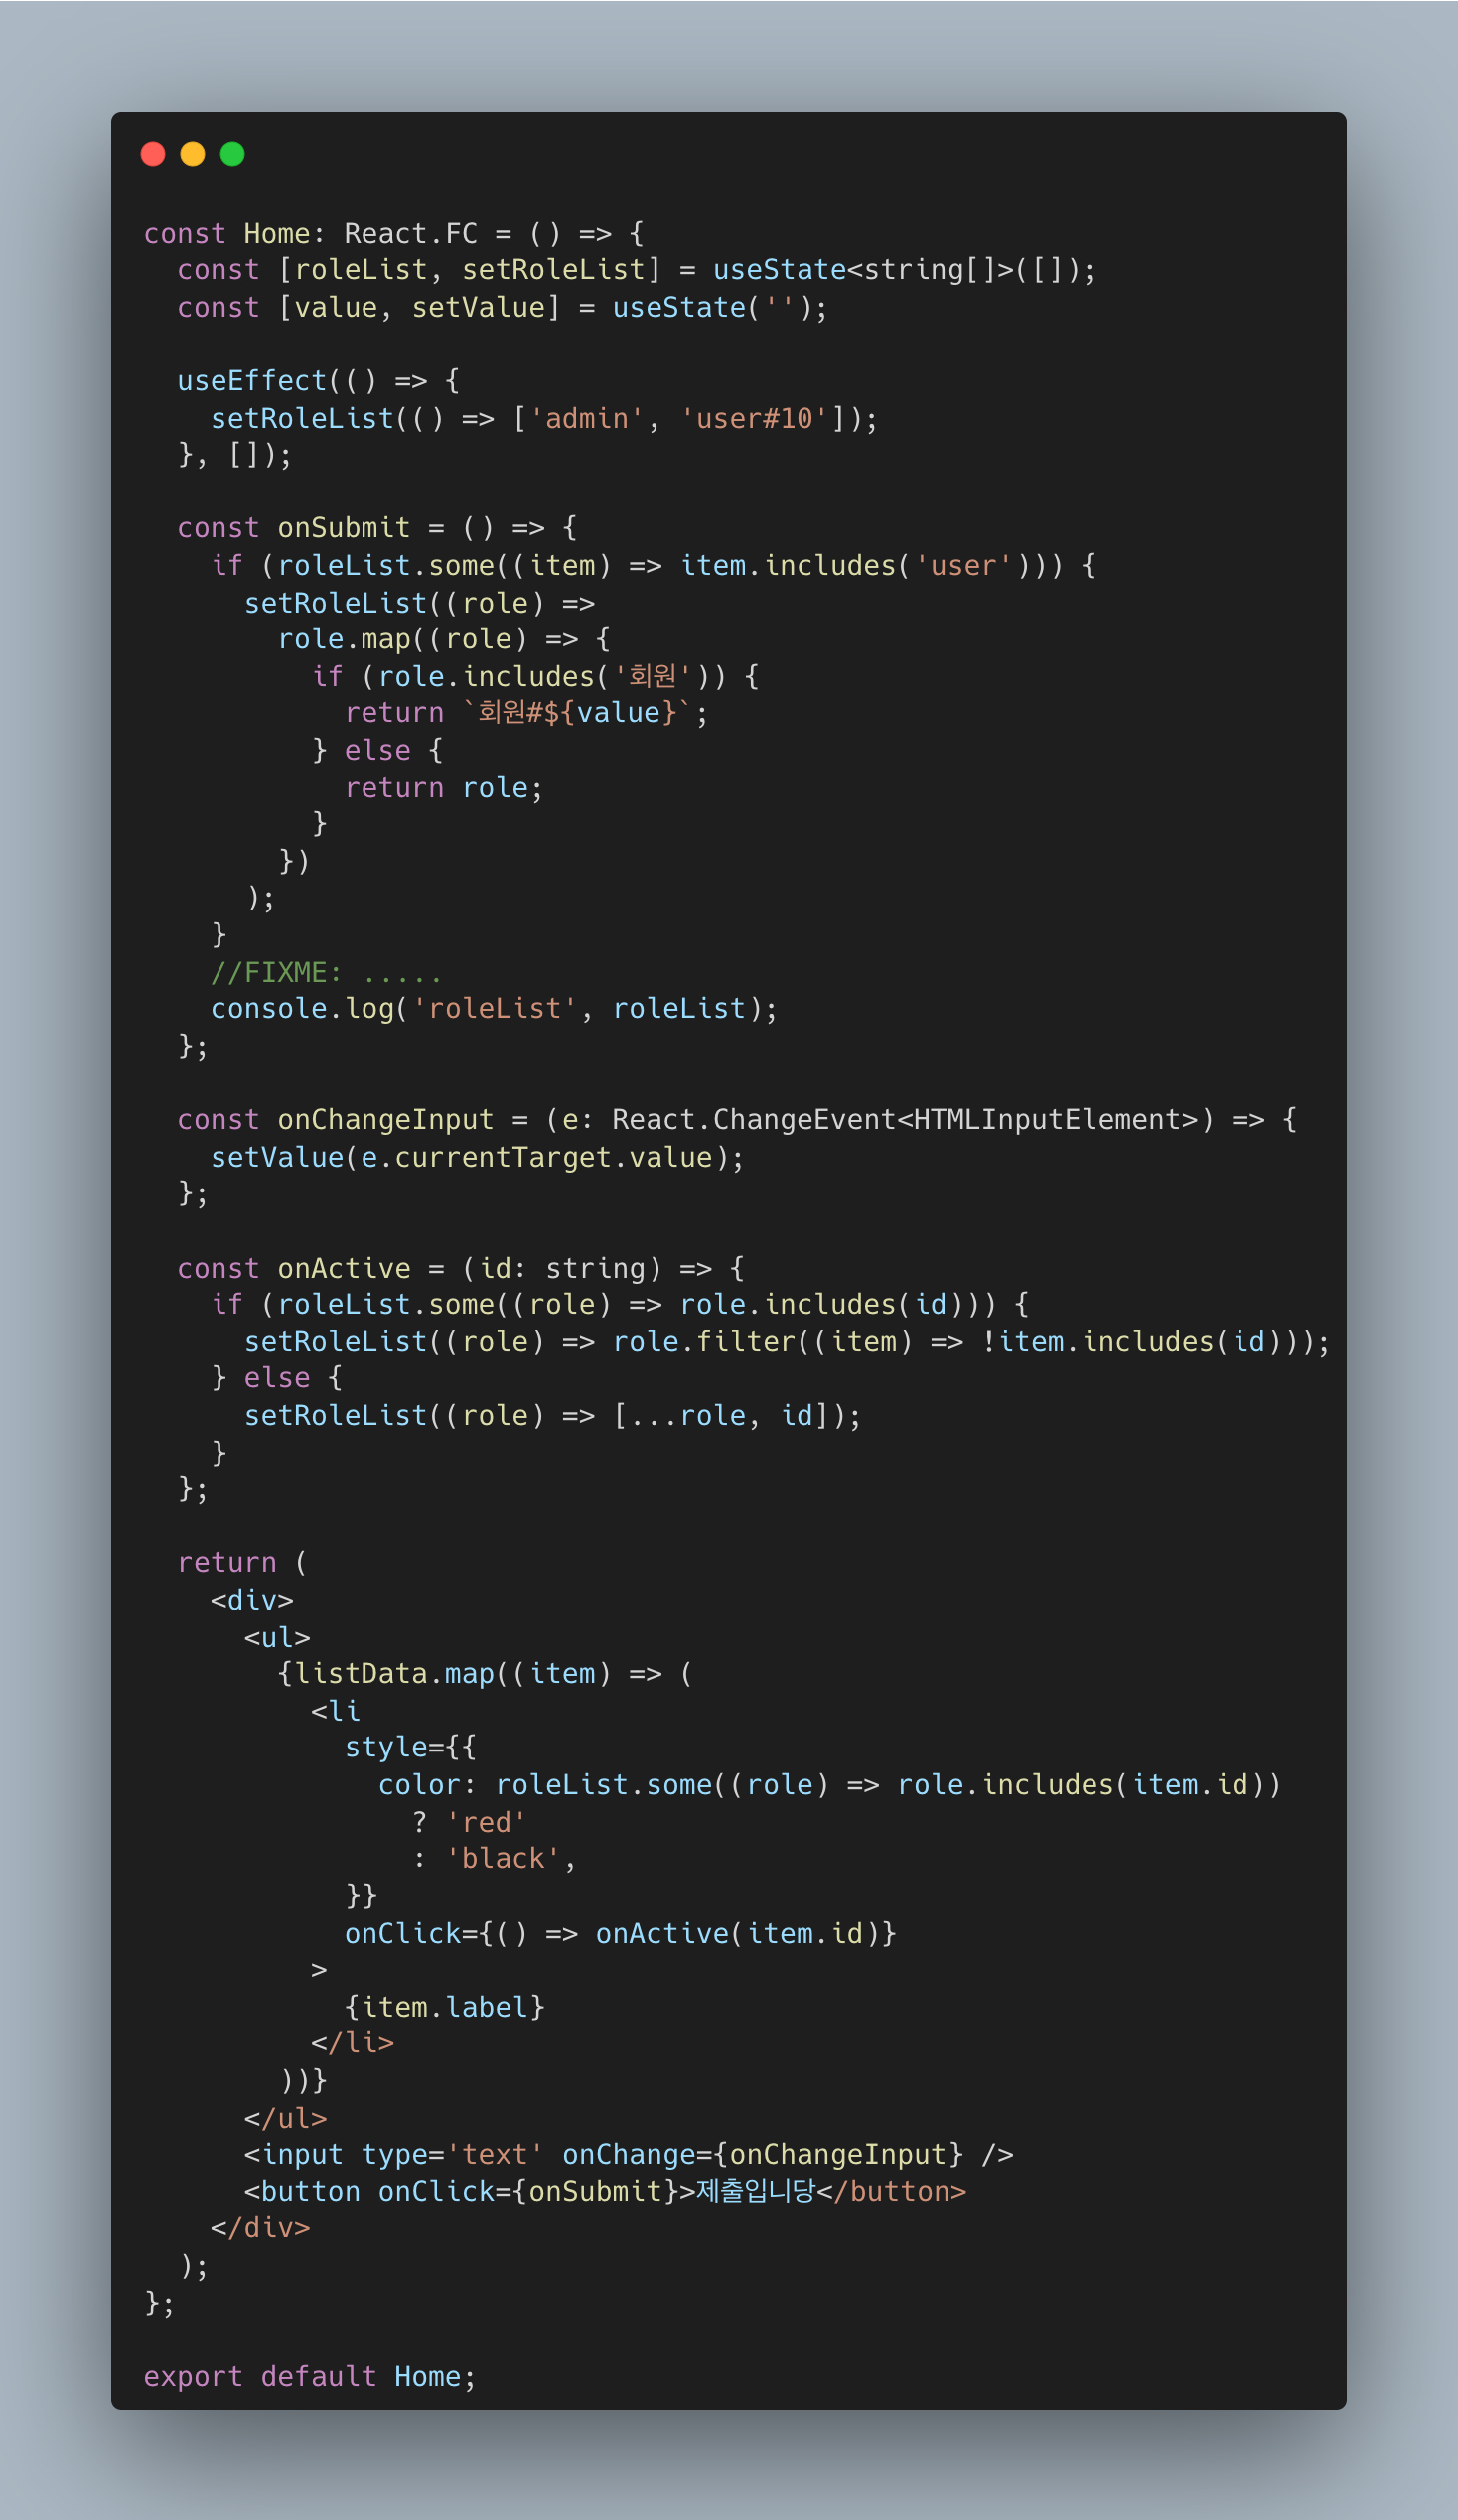 const Home: React.FC = () => {
  const [roleList, setRoleList] = useState<string[]>([]);
  const [value, setValue] = useState('');

  useEffect(() => {
    setRoleList(() => ['admin', 'user#10']);
  }, []);

  const onSubmit = () => {
    if (roleList.some((item) => item.includes('user'))) {
      setRoleList((role) =>
        role.map((role) => {
          if (role.includes('회원')) {
            return `회원#${value}`;
          } else {
            return role;
          }
        })
      );
    }
    //FIXME: .....
    console.log('roleList', roleList);
  };

  const onChangeInput = (e: React.ChangeEvent<HTMLInputElement>) => {
    setValue(e.currentTarget.value);
  };

  const onActive = (id: string) => {
    if (roleList.some((role) => role.includes(id))) {
      setRoleList((role) => role.filter((item) => !item.includes(id)));
    } else {
      setRoleList((role) => [...role, id]);
    }
  };

  return (
    <div>
      <ul>
        {listData.map((item) => (
          <li
            style={{
              color: roleList.some((role) => role.includes(item.id))
                ? 'red'
                : 'black',
            }}
            onClick={() => onActive(item.id)}
          >
            {item.label}
          </li>
        ))}
      </ul>
      <input type='text' onChange={onChangeInput} />
      <button onClick={onSubmit}>제출입니당</button>
    </div>
  );
};

export default Home;